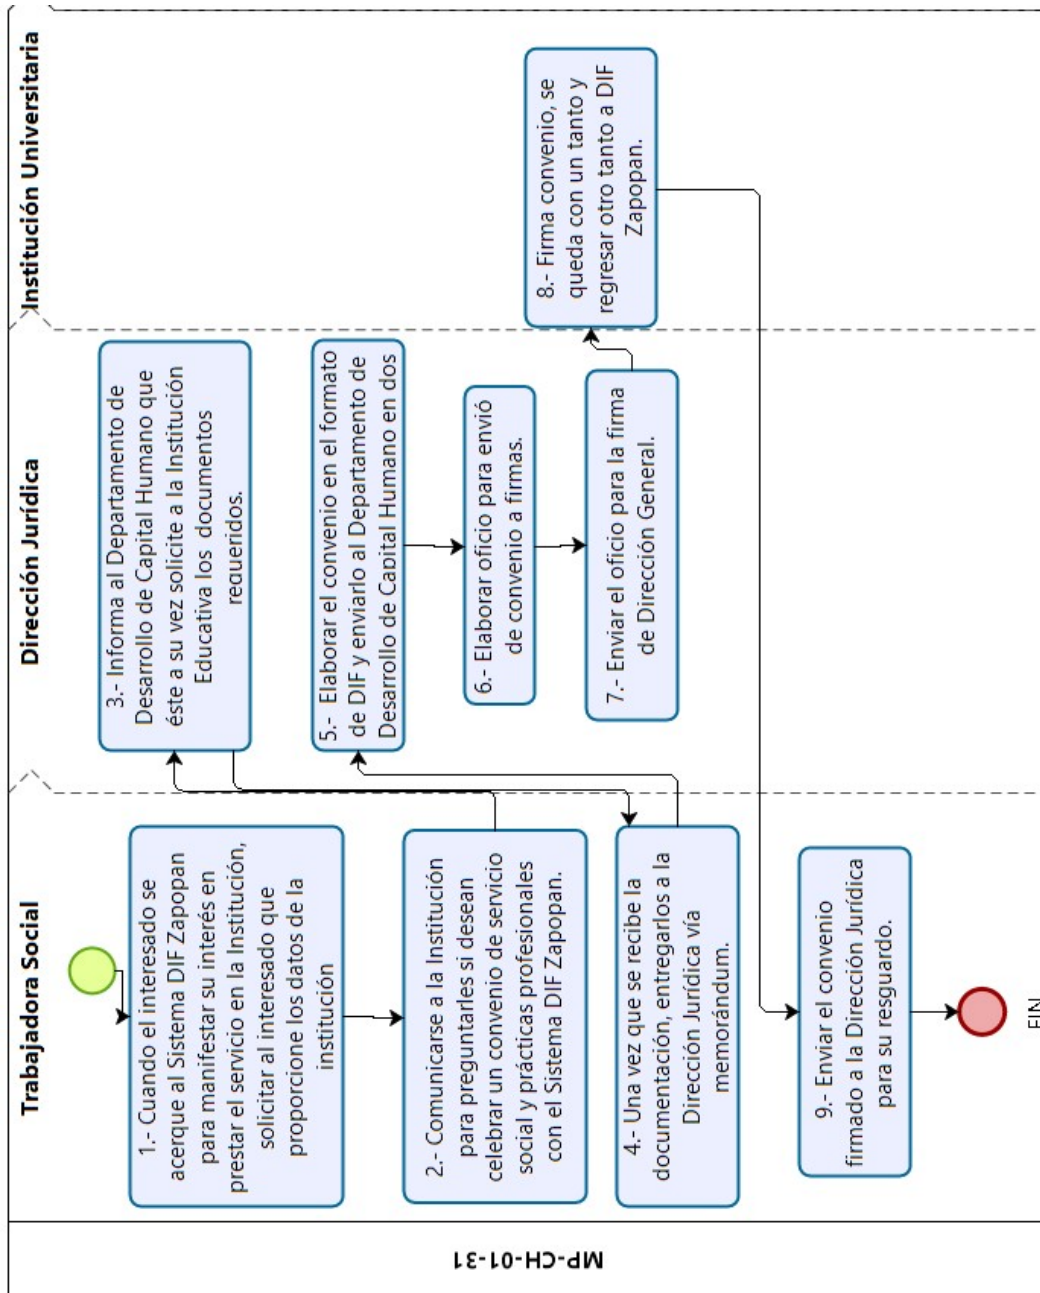 MP-CH-01-31
Trabajadora Social
Dirección Jurídica
Institución Universitaria
1.- Cuando el interesado se
acerque al Sistema DIF Zapopan
para manifestar su interés en
prestar el servicio en la Institución,
solicitar al interesado que
proporcione los datos de la
institución
2.- Comunicarse a la Institución
para preguntarles si desean
celebrar un convenio de servicio
social y prácticas profesionales
con el Sistema DIF Zapopan.
3.- Informa al Departamento de
Desarrollo de Capital Humano que
éste a su vez solicite a la Institución
Educativa los documentos
requeridos.
4.- Una vez que se recibe la
documentación, entregarlos a la
Dirección Jurídica vía
memorándum.
5.- Elaborar el convenio en el formato
de DIF y enviarlo al Departamento de
Desarrollo de Capital Humano en dos
6.- Elaborar oficio para envió
de convenio a firmas.
7.- Enviar el oficio para la firma
de Dirección General.
8.- Firma convenio, se
queda con un tanto y
regresar otro tanto a DIF
Zapopan.
9.- Enviar el convenio
firmado a la Dirección Jurídica
para su resguardo.
FIN